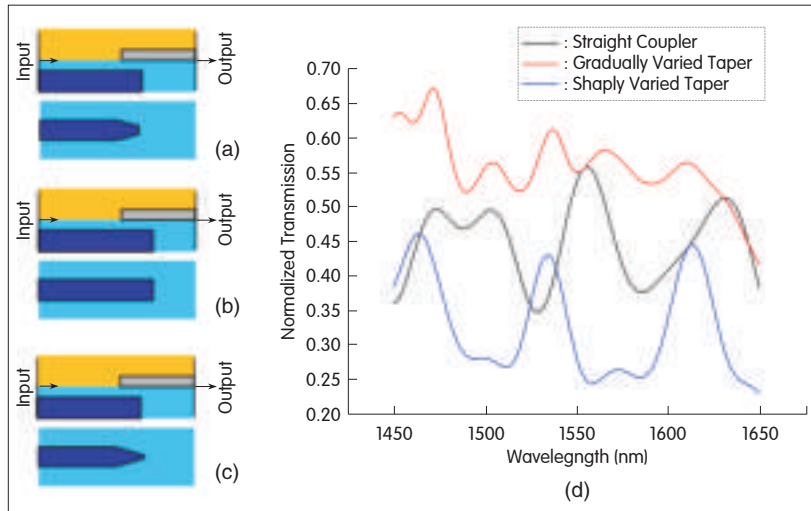 Input
Output
(a)
Input
Output
(b)
Input
Output
(c)
: Straight Coupler
: Gradually Varied Taper
: Shaply Varied Taper
Normalized Transmission
0.70
0.65
0.60
0.55
0.50
0.45
0.40
0.35
0.30
0.25
0.20
1450
1500
1550
1600
1650
Wavelegngth (nm)
(d)